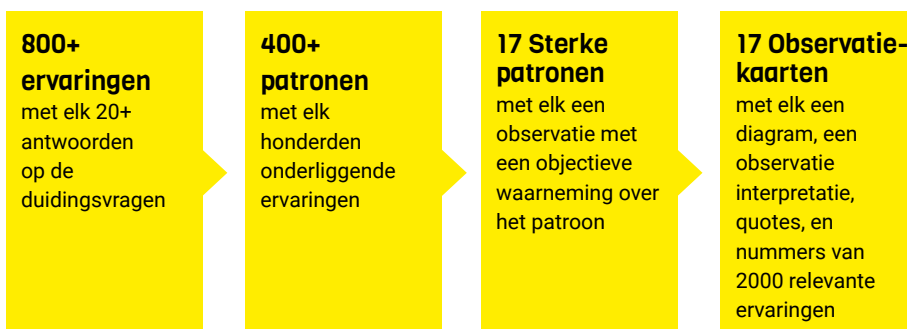 800+
ervaringen
met elk 20+
antwoorden
op de
duidingsvragen
400+
patronen
met elk
honderden
onderliggende
ervaringen
17 Sterke
patronen
met elk een
observatie met
een objectieve
waarneming over
het patroon
17 Observatie-
kaarten
met elk een
diagram, een
observatie
interpretatie,
quotes, en
nummers van
2000 relevante
ervaringen